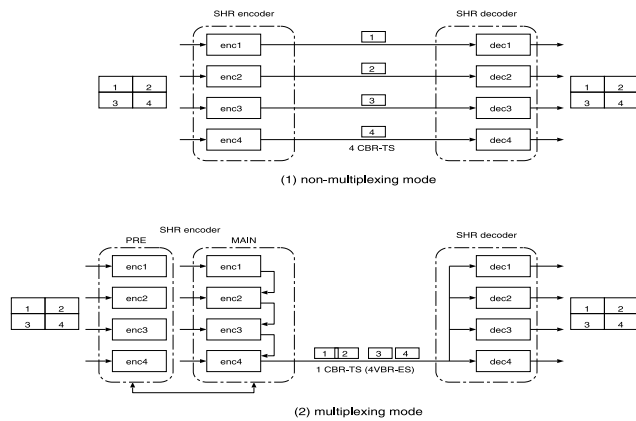 SHR encoder SHR decoder
enc1 1 dec1
enc2 2 dec2
1 2 1 2
3 4 3 4
enc3 3 dec3
enc4 4 dec4
4 CBR-TS
(1) non-multiplexing mode
SHR encoder
PRE MAIN SHR decoder
enc1 enc1 dec1
enc2 enc2 dec2
1 2 1 2
3 4 3 4
enc3 enc3 dec3
enc4 enc4 1 2 3 4 dec4
1 CBR-TS (4VBR-ES)
(2) multiplexing mode